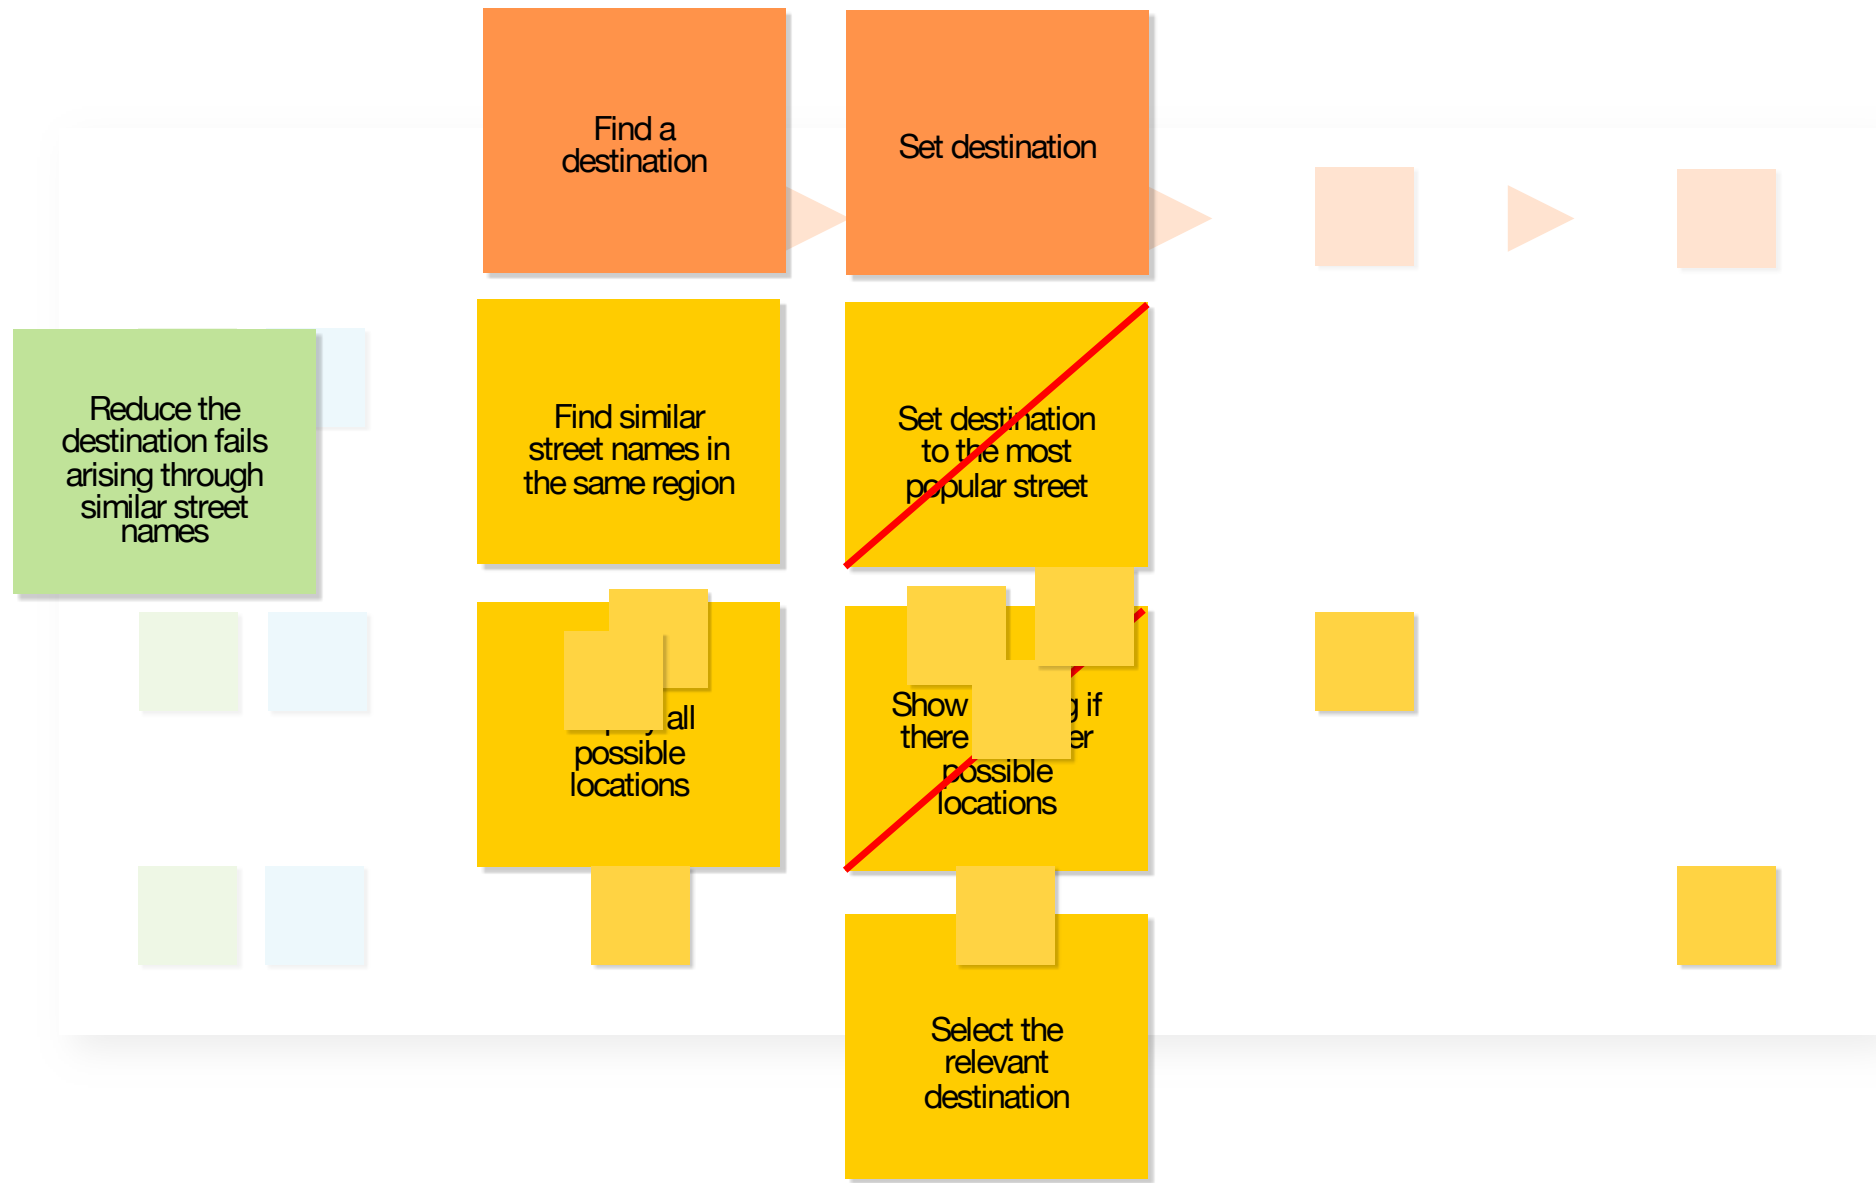 Find a
destination
Set destination
Reduce the
destination fails
arising through
similar street
names
Find similar
street names in
the same region
Set destination
to the most
popular street
all
possible
locations
Show if
there
possible
locations
Select the
relevant
destination